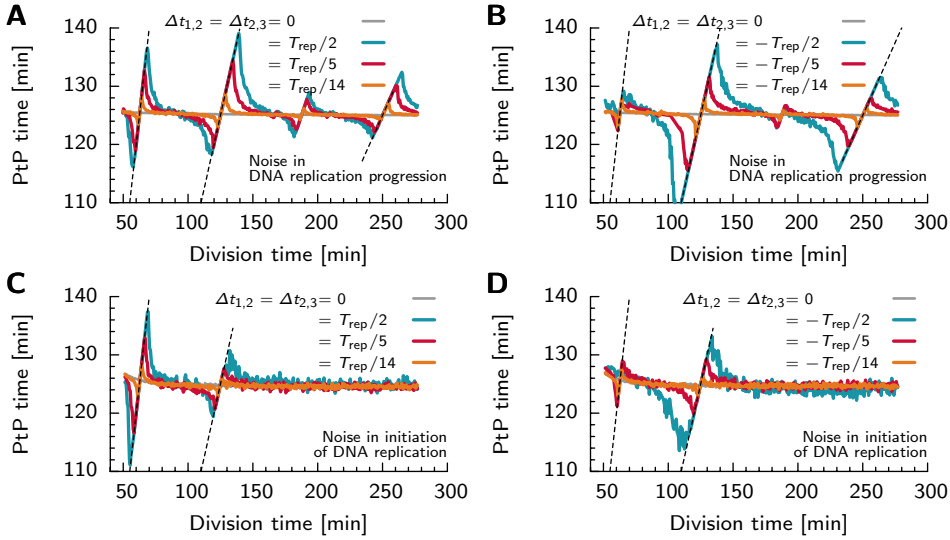 A
Δt1,2 = Δt2,3= 0
= Trep/2
= Trep/5
= Trep/14
Noise in
DNA replication progression
PtP time [min]
140
130
120
110
50 100 150 200 250 300
Division time [min]
B
Δt1,2 = Δt2,3= 0
= −Trep/2
= −Trep/5
= −Trep/14
Noise in
DNA replication progression
PtP time [min]
140
130
120
110
50 100 150 200 250 300
Division time [min]
C
Δt1,2 = Δt2,3= 0
= Trep/2
= Trep/5
= Trep/14
Noise in initiation
of DNA replication
PtP time [min]
140
130
120
110
50 100 150 200 250 300
Division time [min]
D
Δt1,2 = Δt2,3= 0
= −Trep/2
= −Trep/5
= −Trep/14
Noise in initiation
of DNA replication
PtP time [min]
140
130
120
110
50 100 150 200 250 300
Division time [min]